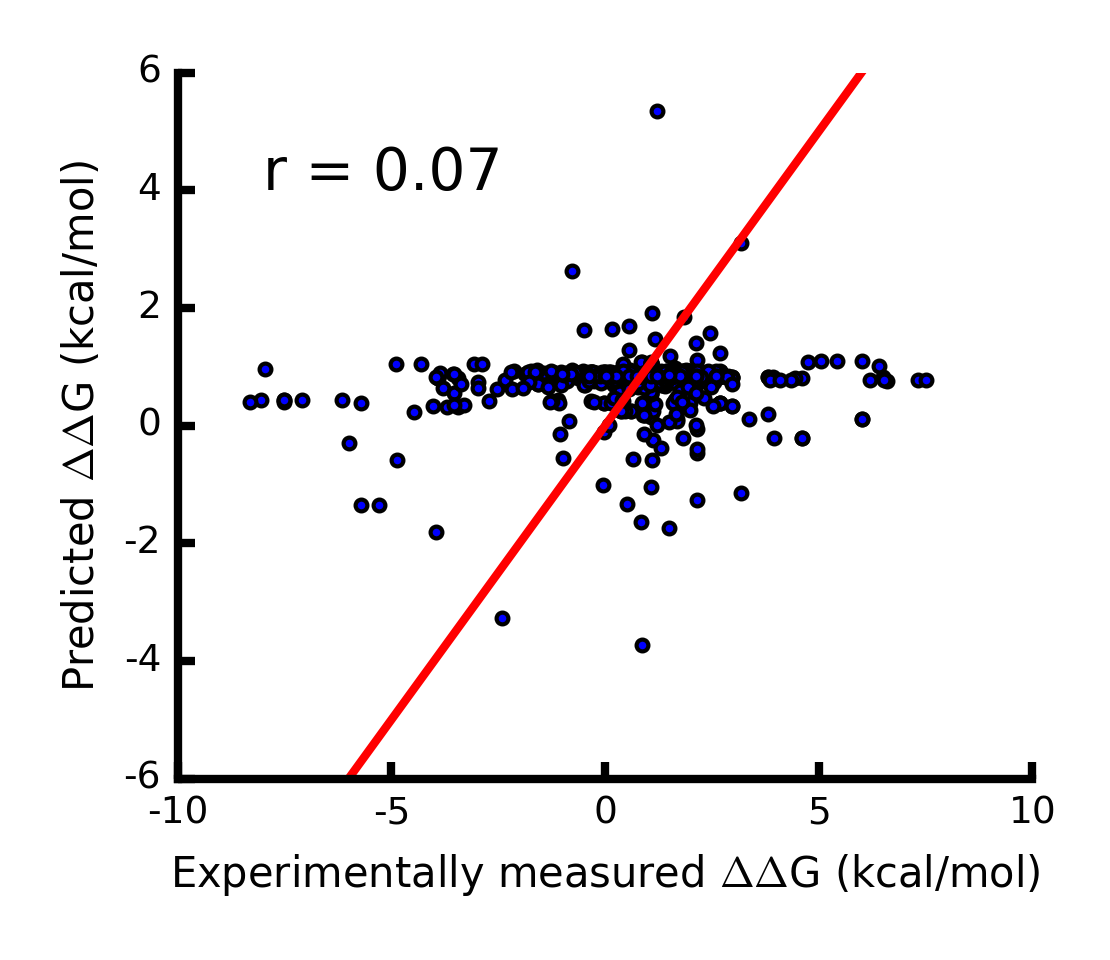 6
r = 0.07
4
2
0
-2
-4
-6
Predicted ΔΔG (kcal/mol)
-10 -5 0 5 10
Experimentally measured ΔΔG (kcal/mol)